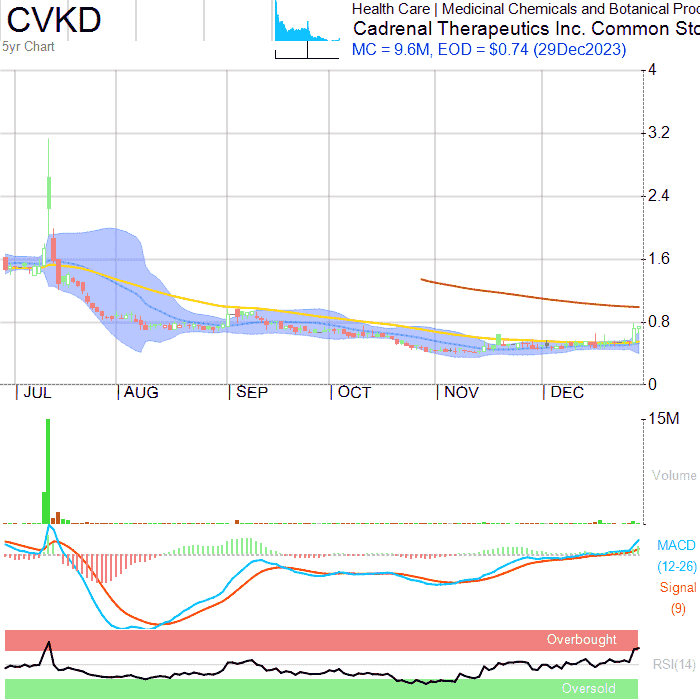 CVKD
5yr Chart
Health Care | Medicinal Chemicals and Botanical Proc
Cadrenal Therapeutics Inc. Common Sto
MC = 9.6M, EOD = $0.74 (29Dec2023)
4
3.2
2.4
1.6
0.8
0
JUL AUG SEP OCT NOV DEC
15M
Volume
MACD
(12-26)
Signal
(9)
Overbought
RSI(14)
Oversold